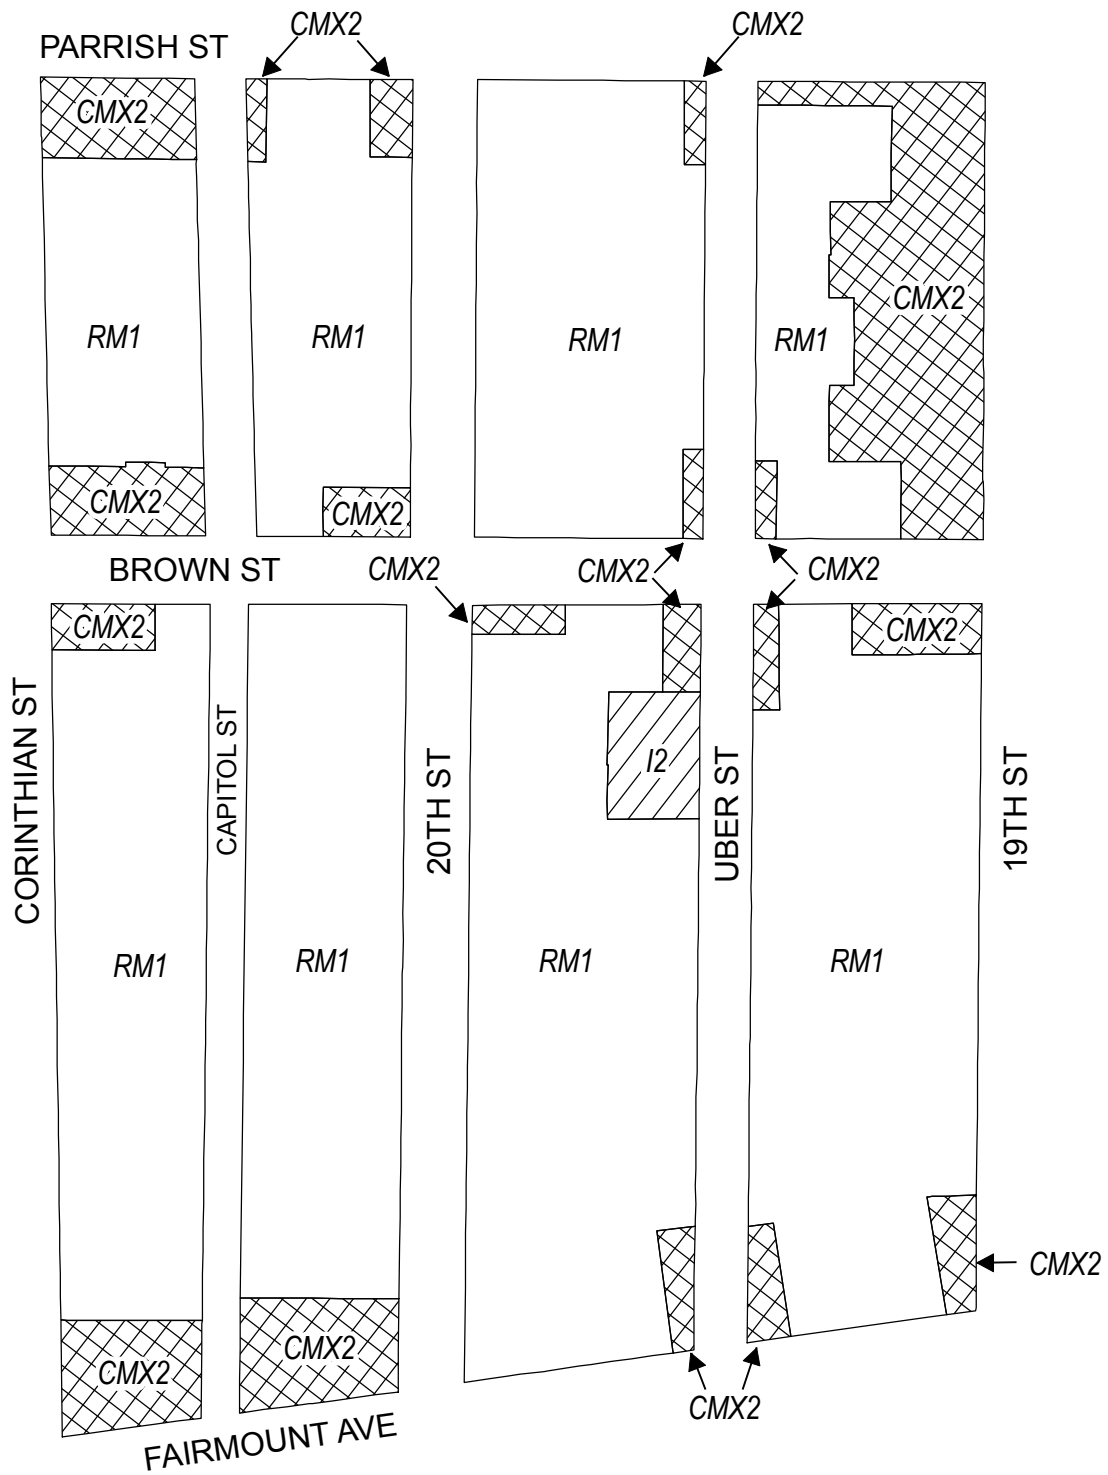 CMX2
CMX2
PARRISH ST
CMX2
CMX2
RM1
RM1
RM1
RM1
CMX2
CMX2
CMX2
BROWN ST
CMX2
CMX2
CMX2
CMX2
CMX2
CORINTHIAN ST
CAPITOL ST
20TH ST
I2
UBER ST
19TH ST
RM1
RM1
RM1
RM1
CMX2
CMX2
CMX2
CMX2
FAIRMOUNT AVE